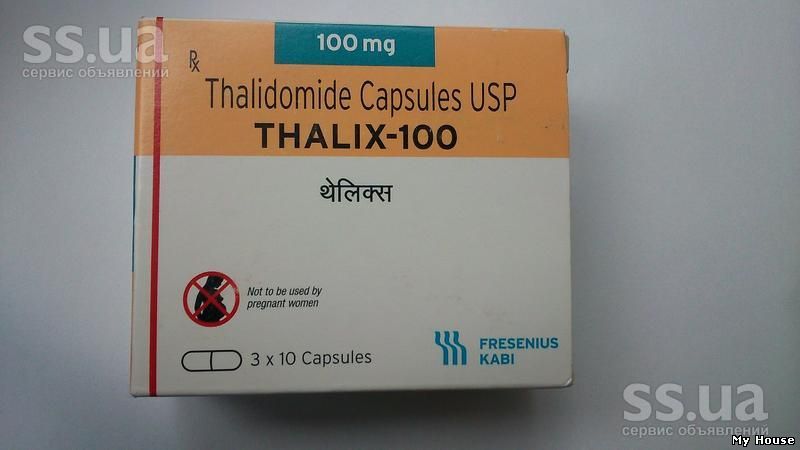 ss.ua
сервис объявлений
100 mg
Rx
Thalidomide Capsules USP
THALIX-100
थेलिक्स
Not to be used by
pregnant women
3 x 10 Capsules
FRESENIUS
KABI
ss.ua
сервис объявлений
My House